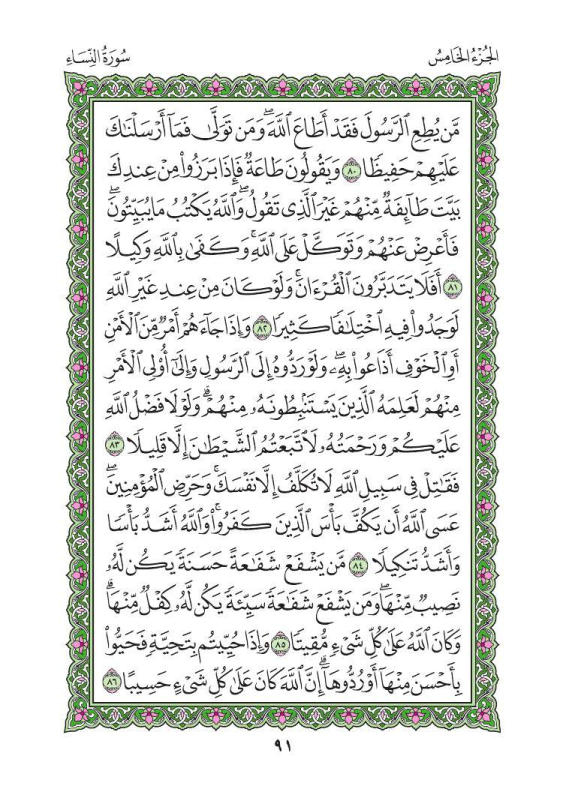 الجُزْءُ الخَامِسُ سُورَةُ النِّسَاءِ
مَّن يُطِعِ ٱلرَّسُولَ فَقَدْ أَطَاعَ ٱللَّهَۖ وَمَن تَوَلَّىٰ فَمَآ أَرْسَلْنَٰكَ
عَلَيْهِمْ حَفِيظًا ٨٠ وَيَقُولُونَ طَاعَةٌ فَإِذَا بَرَزُواْ مِنْ عِندِكَ
بَيَّتَ طَآئِفَةٌ مِّنْهُمْ غَيْرَ ٱلَّذِى تَقُولُۖ وَٱللَّهُ يَكْتُبُ مَا يُبَيِّتُونَۖ
فَأَعْرِضْ عَنْهُمْ وَتَوَكَّلْ عَلَى ٱللَّهِۚ وَكَفَىٰ بِٱللَّهِ وَكِيلًا
٨١ أَفَلَا يَتَدَبَّرُونَ ٱلْقُرْءَانَۚ وَلَوْ كَانَ مِنْ عِندِ غَيْرِ ٱللَّهِ
لَوَجَدُواْ فِيهِ ٱخْتِلَٰفًا كَثِيرًا ٨٢ وَإِذَا جَآءَهُمْ أَمْرٌ مِّنَ ٱلْأَمْنِ
أَوِ ٱلْخَوْفِ أَذَاعُواْ بِهِۦۖ وَلَوْ رَدُّوهُ إِلَى ٱلرَّسُولِ وَإِلَىٰٓ أُوْلِى ٱلْأَمْرِ
مِنْهُمْ لَعَلِمَهُ ٱلَّذِينَ يَسْتَنۢبِطُونَهُۥ مِنْهُمْۗ وَلَوْلَا فَضْلُ ٱللَّهِ
عَلَيْكُمْ وَرَحْمَتُهُۥ لَٱتَّبَعْتُمُ ٱلشَّيْطَٰنَ إِلَّا قَلِيلًا ٨٣
فَقَٰتِلْ فِى سَبِيلِ ٱللَّهِ لَا تُكَلَّفُ إِلَّا نَفْسَكَۚ وَحَرِّضِ ٱلْمُؤْمِنِينَۖ
عَسَى ٱللَّهُ أَن يَكُفَّ بَأْسَ ٱلَّذِينَ كَفَرُواْۚ وَٱللَّهُ أَشَدُّ بَأْسًا
وَأَشَدُّ تَنكِيلًا ٨٤ مَّن يَشْفَعْ شَفَٰعَةً حَسَنَةً يَكُن لَّهُۥ
نَصِيبٌ مِّنْهَاۖ وَمَن يَشْفَعْ شَفَٰعَةً سَيِّئَةً يَكُن لَّهُۥ كِفْلٌ مِّنْهَاۗ
وَكَانَ ٱللَّهُ عَلَىٰ كُلِّ شَىْءٍ مُّقِيتًا ٨٥ وَإِذَا حُيِّيتُم بِتَحِيَّةٍ فَحَيُّواْ
بِأَحْسَنَ مِنْهَآ أَوْ رُدُّوهَآۗ إِنَّ ٱللَّهَ كَانَ عَلَىٰ كُلِّ شَىْءٍ حَسِيبًا ٨٦
٩١